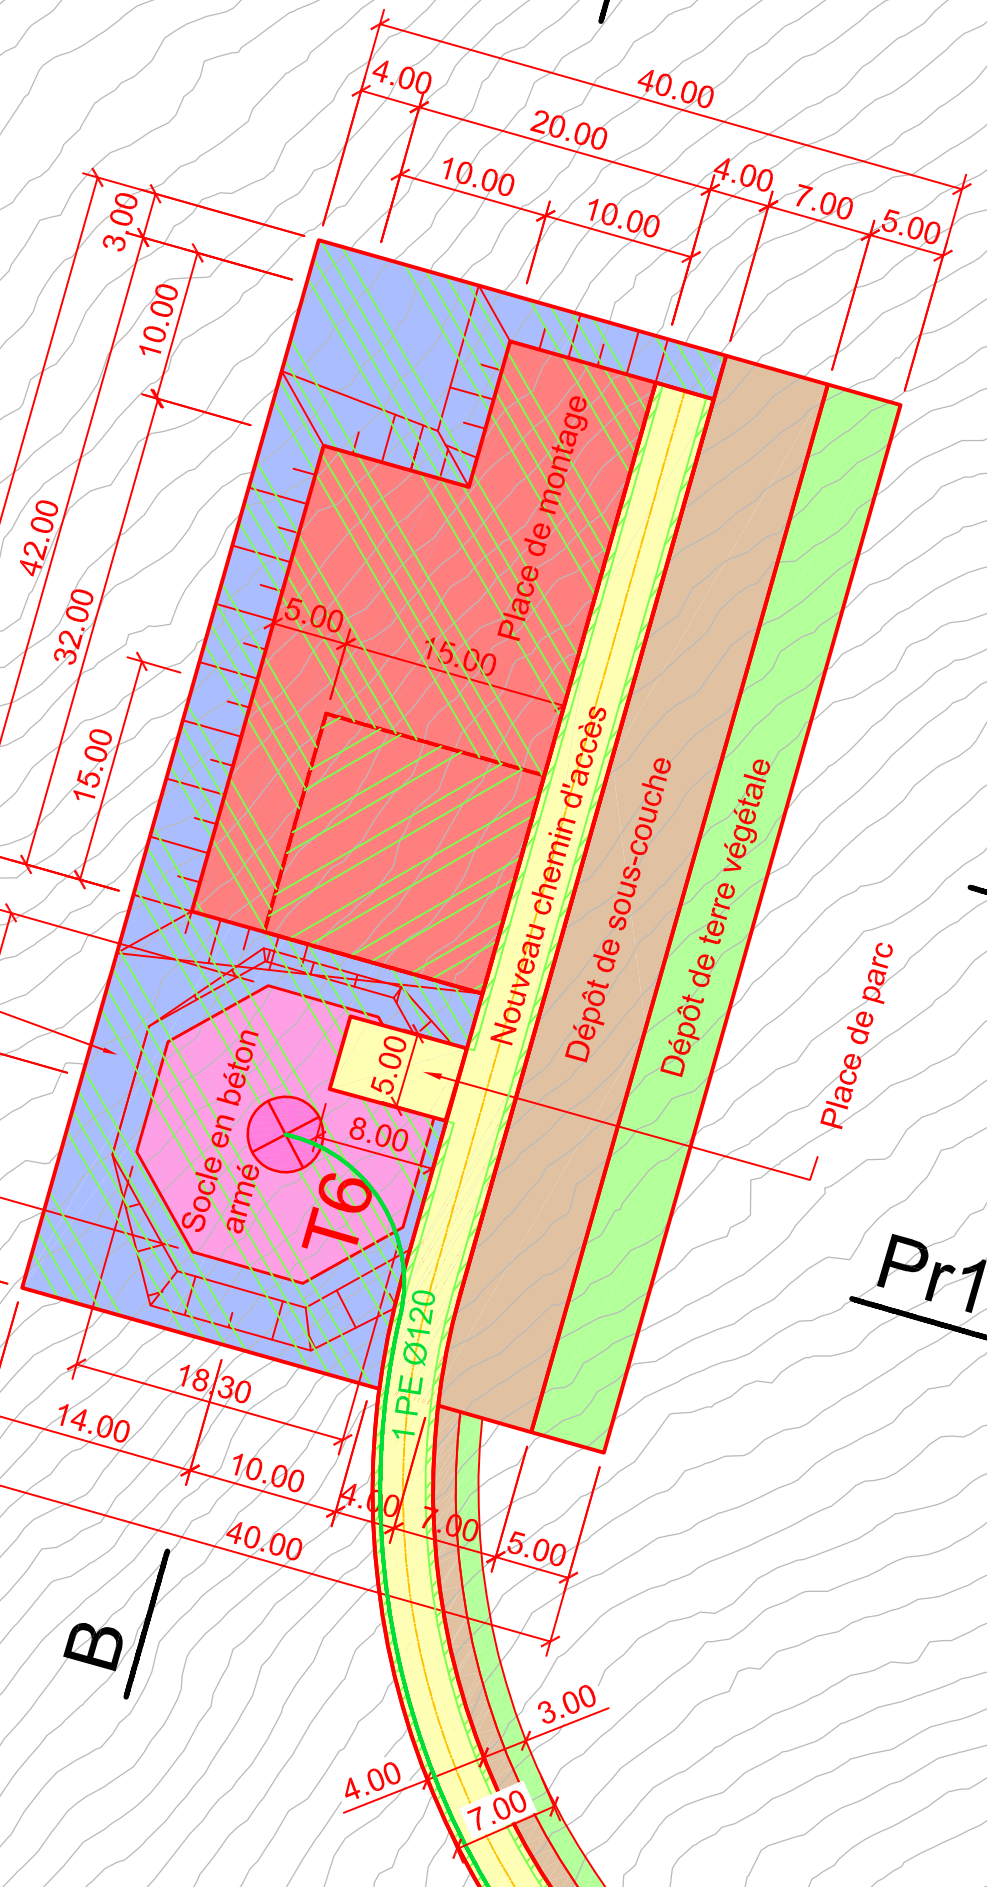 40.00
4.00
20.00
10.00
10.00
4.00
7.00
5.00
3.00
10.00
42.00
32.00
15.00
Place de montage
5.00
15.00
Nouveau chemin d'accès
Dépôt de sous-couche
Dépôt de terre végétale
Place de parc
Socle en béton
armé
5.00
8.00
T6
1 PE Ø120
Pr1
18.30
14.00
10.00
4.00
7.00
5.00
40.00
B
3.00
4.00
7.00